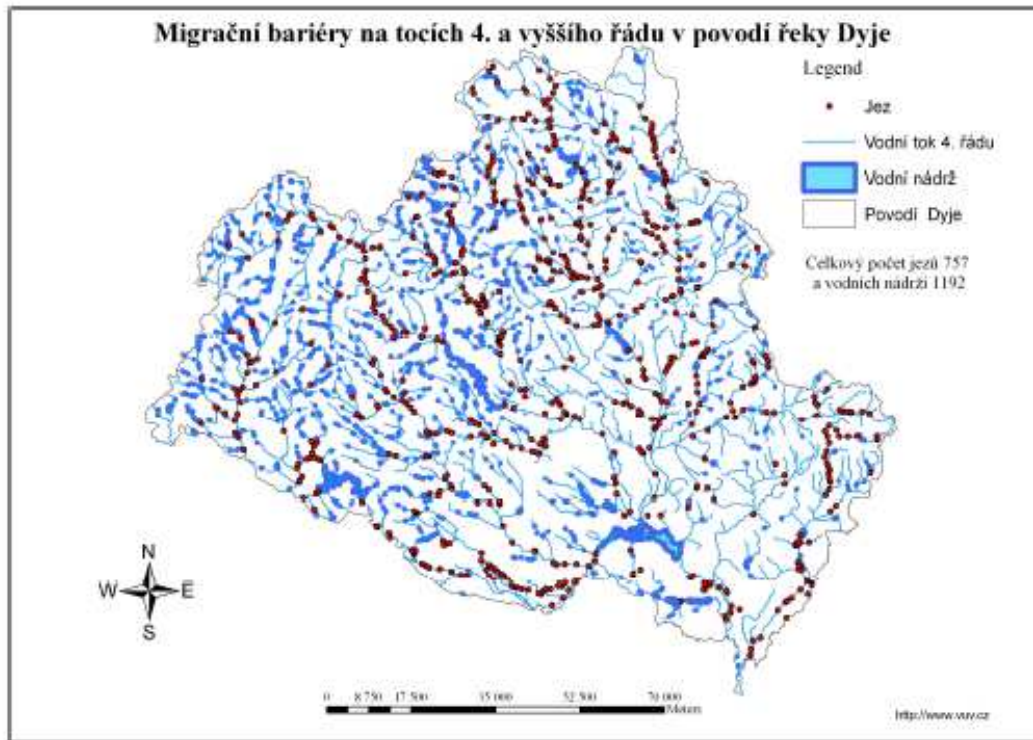 Migrační bariéry na tocích 4. a vyššího řádu v povodí řeky Dyje
Legend
Jez
Vodní tok 4. řádu
Vodní nádrž
Povodí Dyje
Celkový počet jezů 757
a vodních nádrží 1192
N
W
E
S
0 8 750 17 500 35 000 52 500 70 000
Meters
http://www.vuv.cz